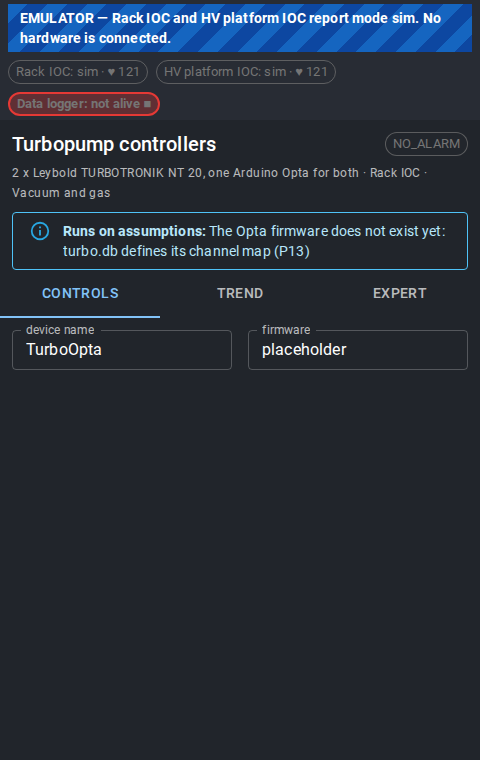 EMULATOR — Rack IOC and HV platform IOC report mode sim. No
hardware is connected.
Rack IOC: sim · ♥ 121
HV platform IOC: sim · ♥ 121
Data logger: not alive ■
Turbopump controllers
NO_ALARM
2 x Leybold TURBOTRONIK NT 20, one Arduino Opta for both · Rack IOC ·
Vacuum and gas
Runs on assumptions: The Opta firmware does not exist yet:
turbo.db defines its channel map (P13)
CONTROLS
TREND
EXPERT
device name
firmware
TurboOpta
placeholder